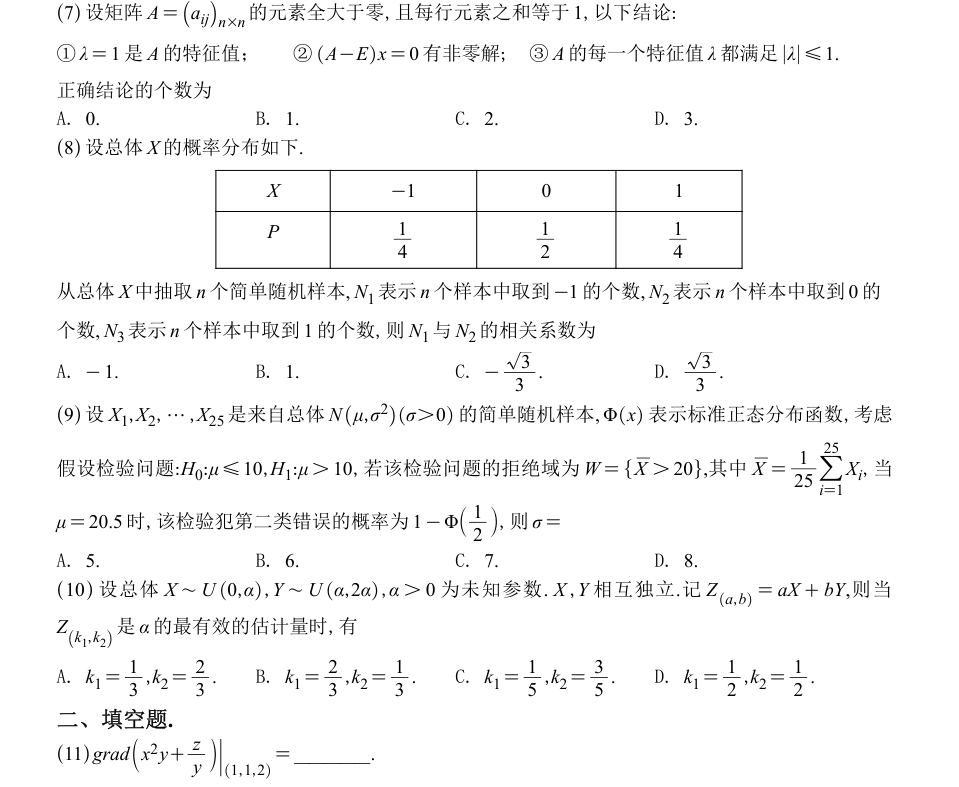 (7) 设矩阵 A = (a_{ij})_{n×n} 的元素全大于零, 且每行元素之和等于 1, 以下结论:
① λ = 1 是 A 的特征值; ② (A−E)x = 0 有非零解; ③ A 的每一个特征值 λ 都满足 |λ| ⩽ 1.
正确结论的个数为
A. 0. B. 1. C. 2. D. 3.
(8) 设总体 X 的概率分布如下.
X −1 0 1
P 1/4 1/2 1/4
从总体 X 中抽取 n 个简单随机样本, N₁ 表示 n 个样本中取到 −1 的个数, N₂ 表示 n 个样本中取到 0 的
个数, N₃ 表示 n 个样本中取到 1 的个数, 则 N₁ 与 N₂ 的相关系数为
A. −1. B. 1. C. −√3/3. D. √3/3.
(9) 设 X₁,X₂, ⋯ ,X₂₅ 是来自总体 N(μ,σ²)(σ>0) 的简单随机样本, Φ(x) 表示标准正态分布函数, 考虑
假设检验问题:H₀:μ ⩽ 10,H₁:μ > 10, 若该检验问题的拒绝域为 W = {X̄ > 20},其中 X̄ = 1/25 ∑_{i=1}^{25} X_i, 当
μ = 20.5 时, 该检验犯第二类错误的概率为 1 − Φ(1/2), 则 σ =
A. 5. B. 6. C. 7. D. 8.
(10) 设总体 X ~ U(0,α), Y ~ U(α,2α), α > 0 为未知参数. X, Y 相互独立.记 Z_{(a,b)} = aX + bY,则当
Z_{(k₁,k₂)} 是 α 的最有效的估计量时, 有
A. k₁ = 1/3, k₂ = 2/3. B. k₁ = 2/3, k₂ = 1/3. C. k₁ = 1/5, k₂ = 3/5. D. k₁ = 1/2, k₂ = 1/2.
二、填空题.
(11) grad(x²y + z/y)|_{(1,1,2)} = ________.